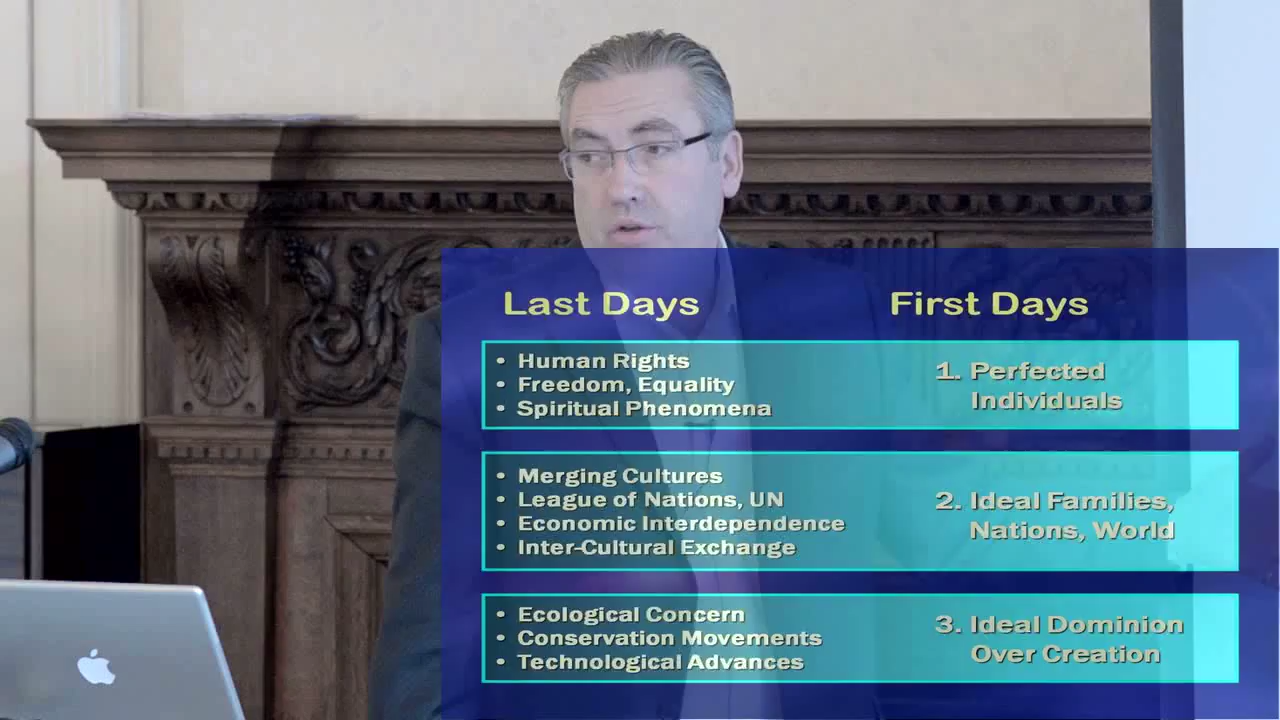 Last Days
First Days
• Human Rights
• Freedom, Equality
• Spiritual Phenomena
1. Perfected
Individuals
• Merging Cultures
• League of Nations, UN
• Economic Interdependence
• Inter-Cultural Exchange
2. Ideal Families,
Nations, World
• Ecological Concern
• Conservation Movements
• Technological Advances
3. Ideal Dominion
Over Creation